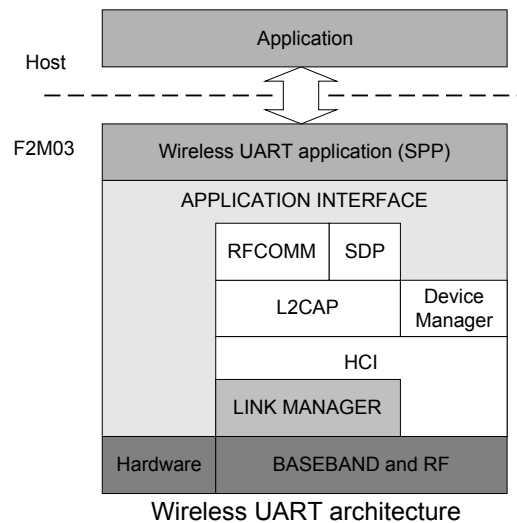 Application
Host
F2M03
Wireless UART application (SPP)
APPLICATION INTERFACE
RFCOMM
SDP
L2CAP
Device
Manager
HCI
LINK MANAGER
Hardware
BASEBAND and RF
Wireless UART architecture